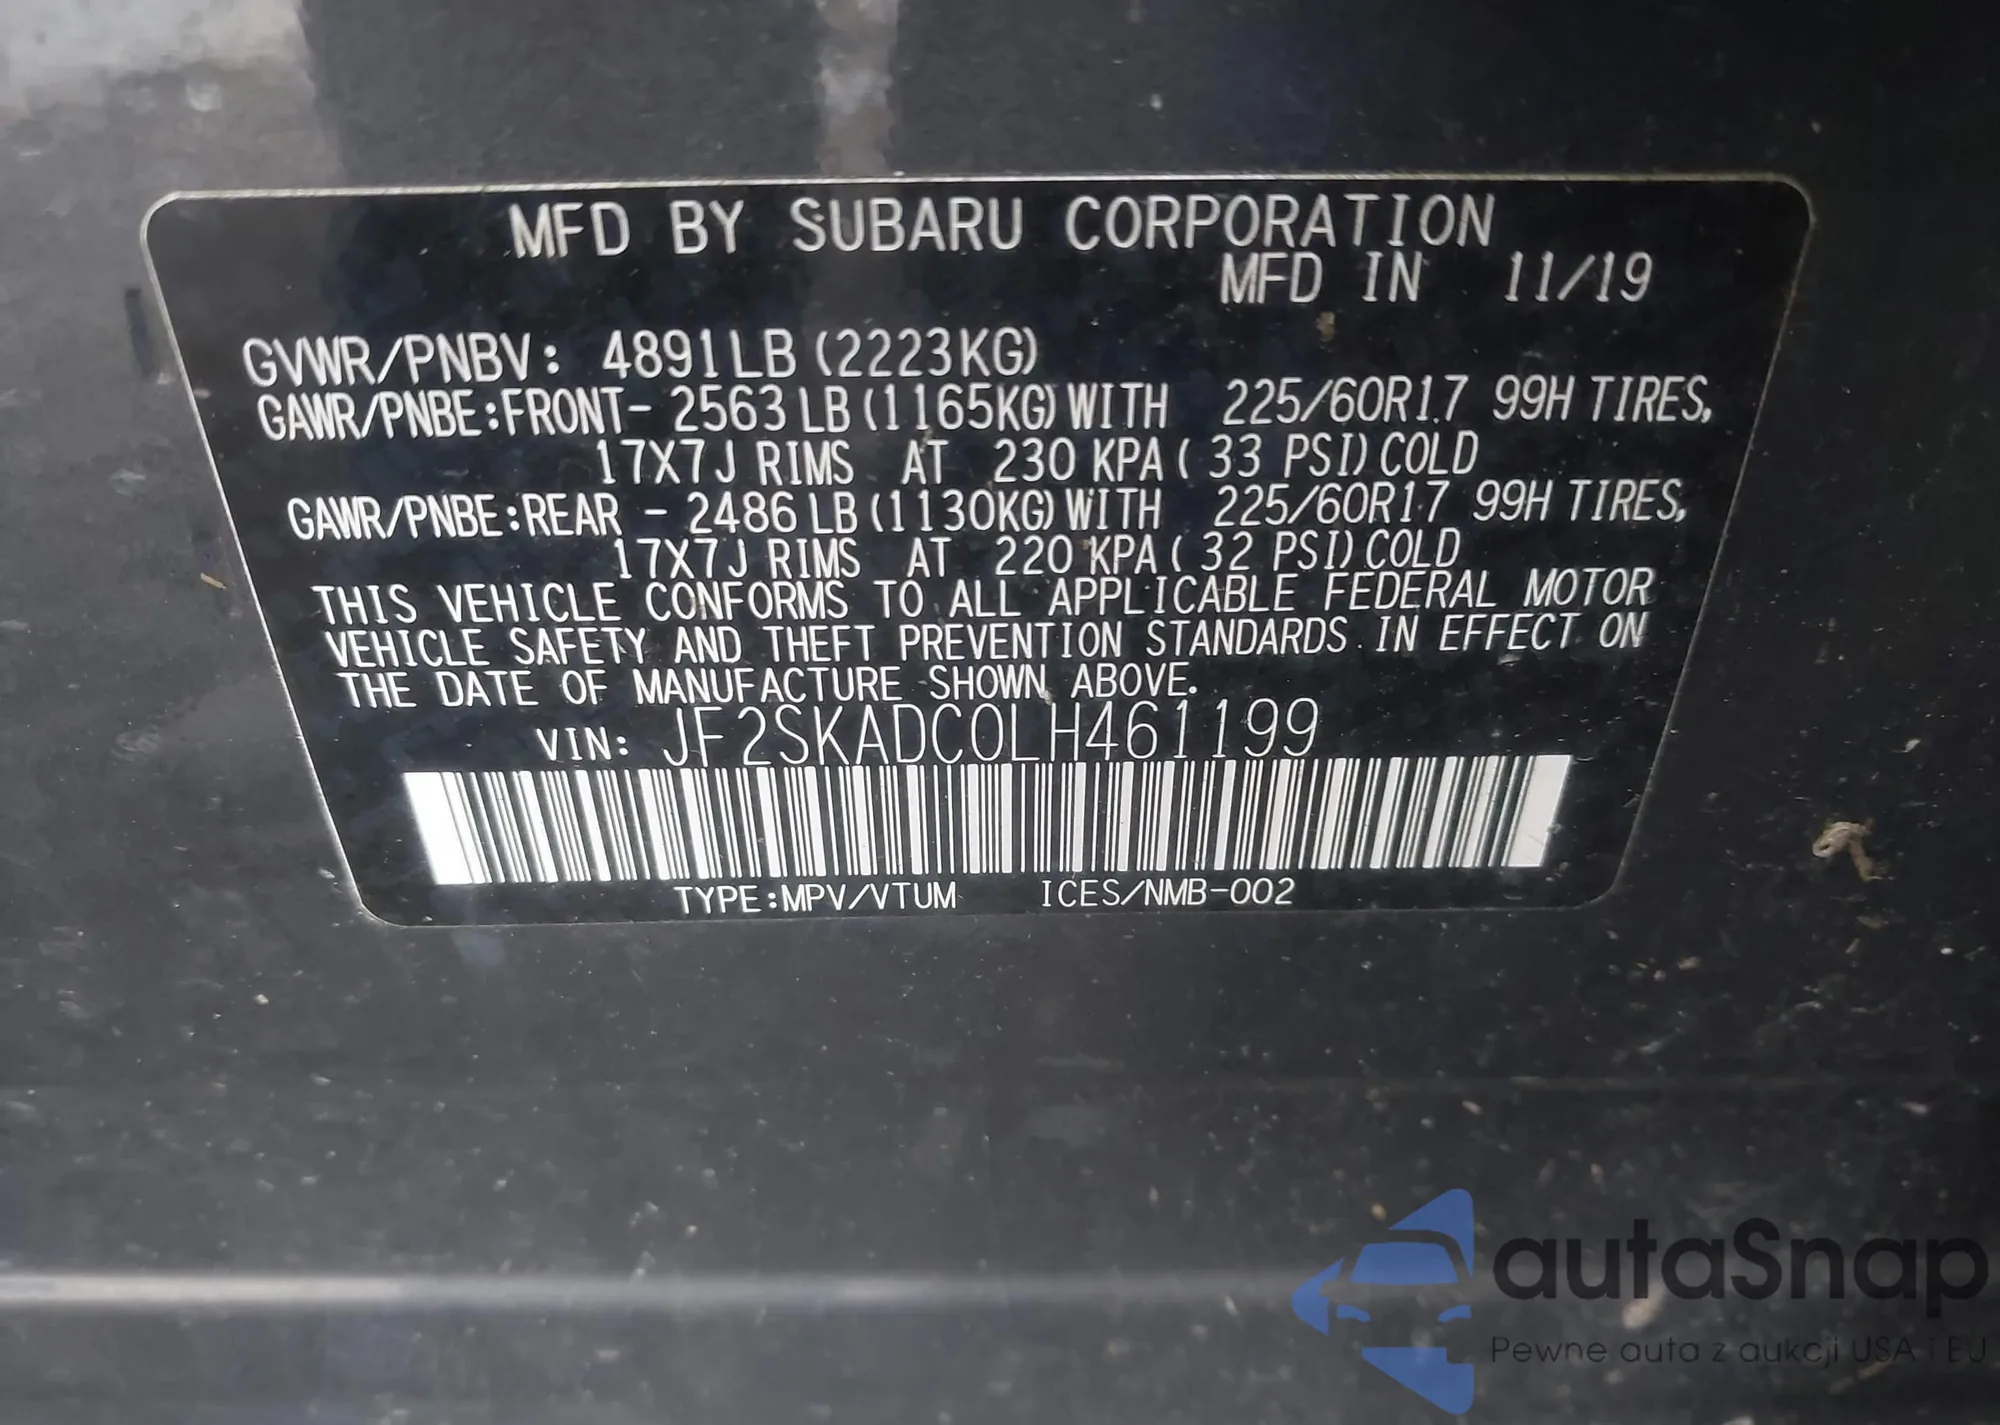 MFD BY SUBARU CORPORATION
MFD IN 11/19
GVWR/PNBV: 4891LB (2223KG)
GAWR/PNBE:FRONT- 2563LB(1165KG)WITH 225/60R17 99H TIRES,
17X7J RIMS AT 230 KPA( 33 PSI)COLD
GAWR/PNBE:REAR - 2486LB(1130KG)WITH 225/60R17 99H TIRES,
17X7J RIMS AT 220 KPA( 32 PSI)COLD
THIS VEHICLE CONFORMS TO ALL APPLICABLE FEDERAL MOTOR
VEHICLE SAFETY AND THEFT PREVENTION STANDARDS IN EFFECT ON
THE DATE OF MANUFACTURE SHOWN ABOVE.
VIN: JF2SKADC0LH461199
TYPE:MPV/VTUM ICES/NMB-002
autaSnap
Pewne auta z aukcji USA i EU